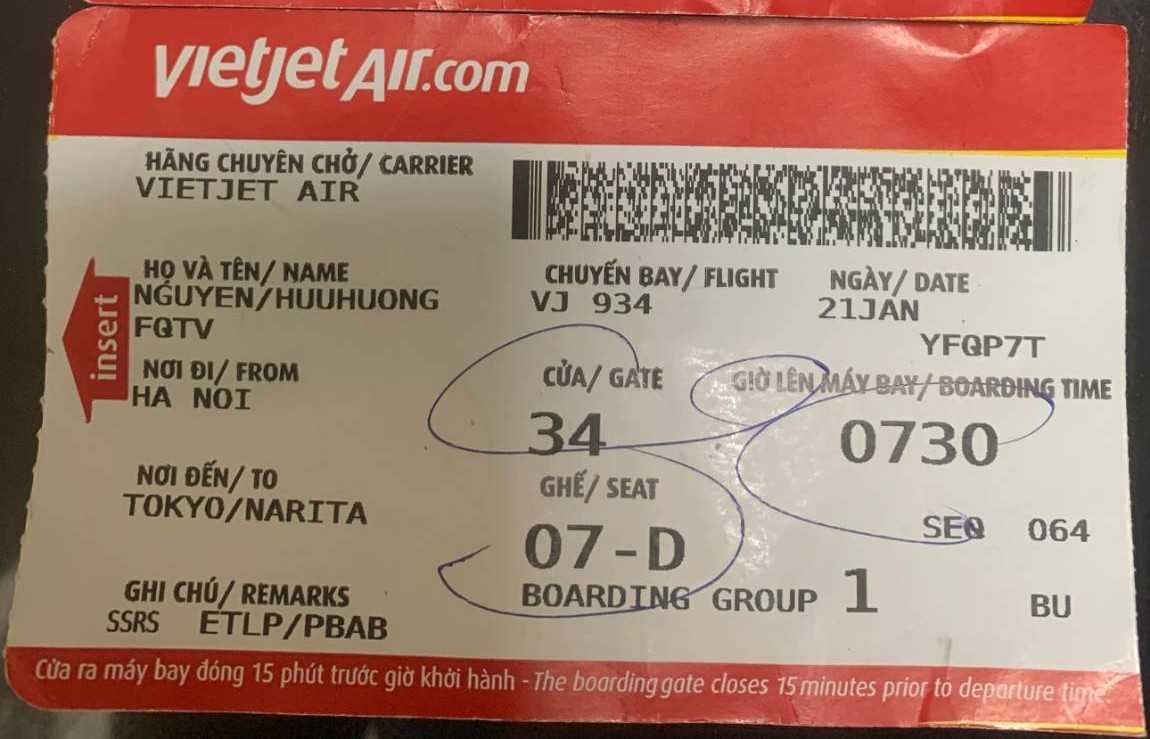 vietjetAir.com
HÃNG CHUYÊN CHỞ/ CARRIER
VIETJET AIR
HỌ VÀ TÊN/ NAME
NGUYEN/HUUHUONG
FQTV
CHUYẾN BAY/ FLIGHT
VJ 934
NGÀY/ DATE
21JAN
YFQP7T
insert
NƠI ĐI/ FROM
HA NOI
CỬA/ GATE
34
GIỜ LÊN MÁY BAY/ BOARDING TIME
0730
NƠI ĐẾN/ TO
TOKYO/NARITA
GHẾ/ SEAT
07-D
SEQ 064
BOARDING GROUP 1
BU
GHI CHÚ/ REMARKS
SSRS ETLP/PBAB
Cửa ra máy bay đóng 15 phút trước giờ khởi hành - The boarding gate closes 15 minutes prior to departure time.